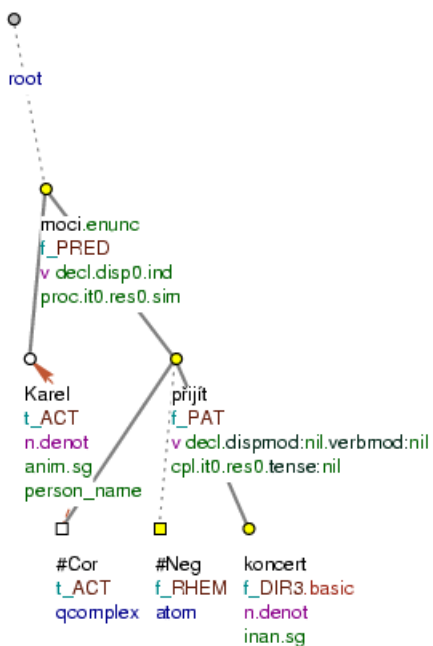 root
moci.enunc
f_PRED
v decl.disp0.ind
proc.it0.res0.sim
Karel
t_ACT
n.denot
anim.sg
person_name
přijít
f_PAT
v decl.dispmod:nil.verbmod:nil
cpl.it0.res0.tense:nil
#Cor
t_ACT
qcomplex
#Neg
f_RHEM
atom
koncert
f_DIR3.basic
n.denot
inan.sg